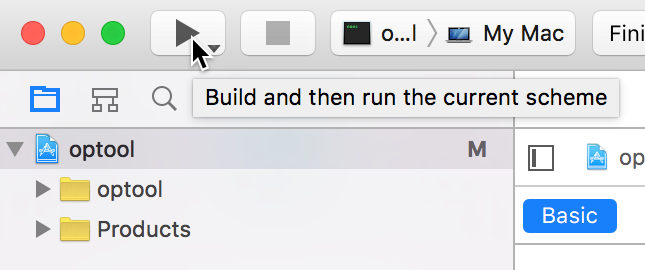 o...l
My Mac
Fini
Build and then run the current scheme
optool
M
op
optool
Basic
Products